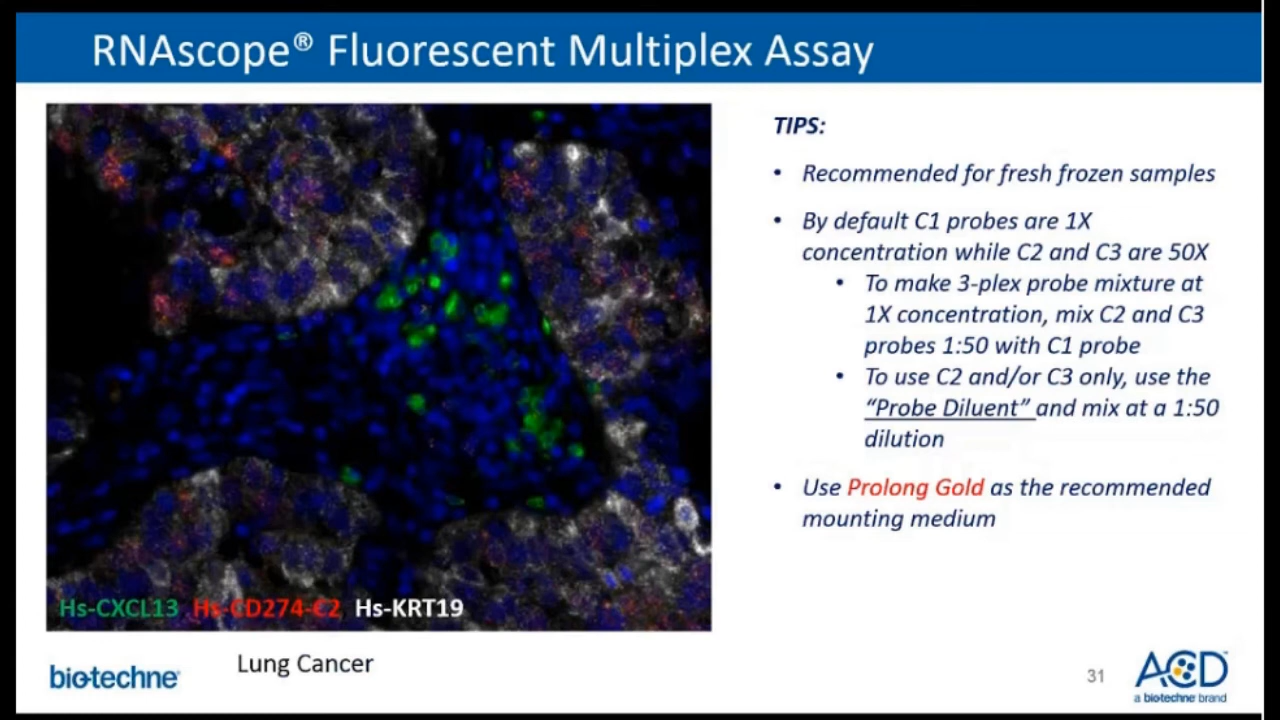 RNAscope® Fluorescent Multiplex Assay
TIPS:
• Recommended for fresh frozen samples
• By default C1 probes are 1X
concentration while C2 and C3 are 50X
• To make 3-plex probe mixture at
1X concentration, mix C2 and C3
probes 1:50 with C1 probe
• To use C2 and/or C3 only, use the
“Probe Diluent” and mix at a 1:50
dilution
• Use Prolong Gold as the recommended
mounting medium
Hs-CXCL13 Hs-CD274-C2 Hs-KRT19
Lung Cancer
bio-techne®
31
ACD™
a biotechne brand